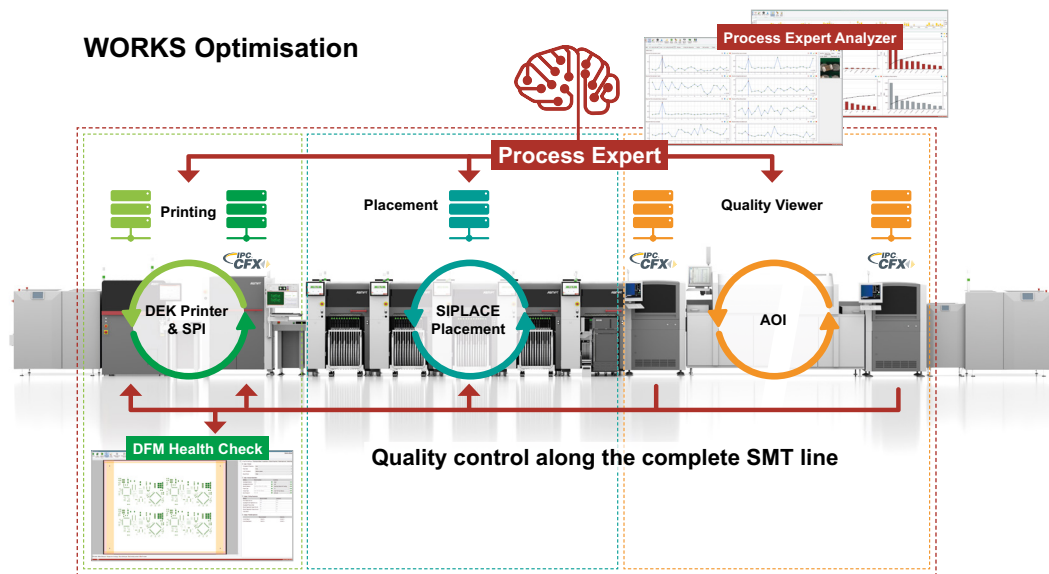 WORKS Optimisation
Process Expert Analyzer
Process Expert
Printing
Placement
Quality Viewer
IPC
CFX
IPC
CFX
IPC
CFX
DEK Printer
& SPI
SIPLACE
Placement
AOI
DFM Health Check
Quality control along the complete SMT line